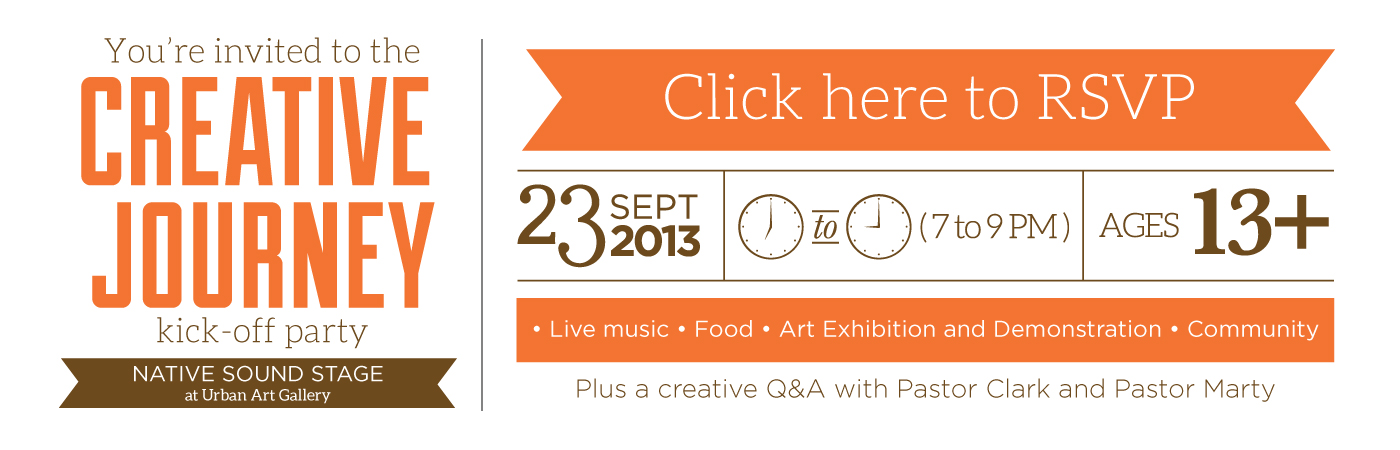 You're invited to the
CREATIVE
JOURNEY
kick-off party
NATIVE SOUND STAGE
at Urban Art Gallery
Click here to RSVP
23 SEPT
2013
to (7 to 9 PM)
AGES 13+
• Live music • Food • Art Exhibition and Demonstration • Community
Plus a creative Q&A with Pastor Clark and Pastor Marty